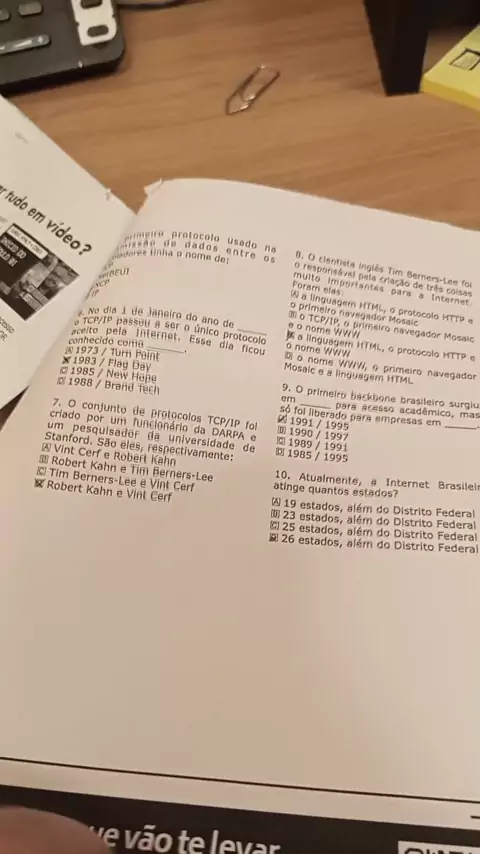 tudo em vídeo?
primeiro protocolo usado na
de dados entre os
tinha o nome de:
No dia 1 de Janeiro do ano de ____
o TCP/IP passou a ser o único protocolo
aceito pela Internet. Esse dia ficou
conhecido como ____.
A 1973 / Turn Point
1983 / Flag Day
C 1985 / New Hope
D 1988 / Brand Tech
7. O conjunto de protocolos TCP/IP foi
criado por um funcionário da DARPA e
um pesquisador da universidade de
Stanford. São eles, respectivamente:
A Vint Cerf e Robert Kahn
B Robert Kahn e Tim Berners-Lee
C Tim Berners-Lee e Vint Cerf
Robert Kahn e Vint Cerf
8. O cientista inglês Tim Berners-Lee foi
o responsável pela criação de três coisas
muito importantes para a Internet.
Foram elas:
A a linguagem HTML, o protocolo HTTP e
o primeiro navegador Mosaic
B o TCP/IP, o primeiro navegador Mosaic
e o nome WWW
a linguagem HTML, o protocolo HTTP e
o nome WWW
D o nome WWW, o primeiro navegador
Mosaic e a linguagem HTML
9. O primeiro backbone brasileiro surgiu
em ____ para acesso acadêmico, mas
só foi liberado para empresas em ____.
1991 / 1995
B 1990 / 1997
C 1989 / 1991
D 1985 / 1995
10. Atualmente, a Internet
atinge quantos estados?
A 19 estados, além do Distrito Federal
B 23 estados, além do Distrito Federal
C 25 estados, além do Distrito Federal
D 26 estados, além do Distrito Federal
vão te levar